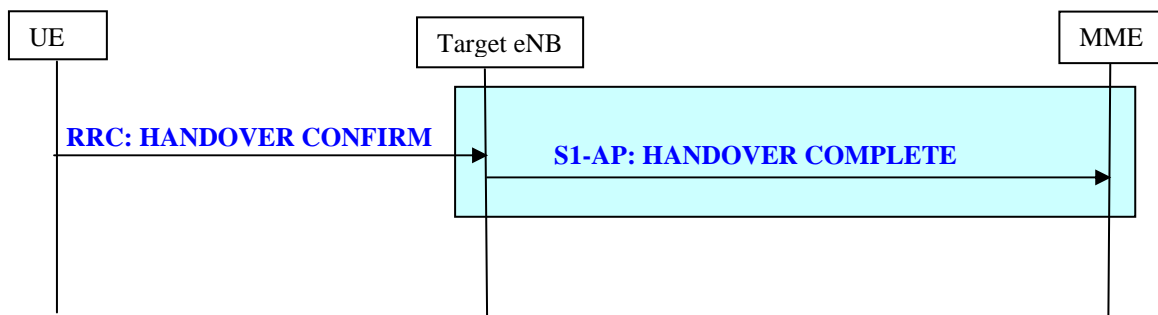 UE
Target eNB
MME
RRC: HANDOVER CONFIRM
S1-AP: HANDOVER COMPLETE